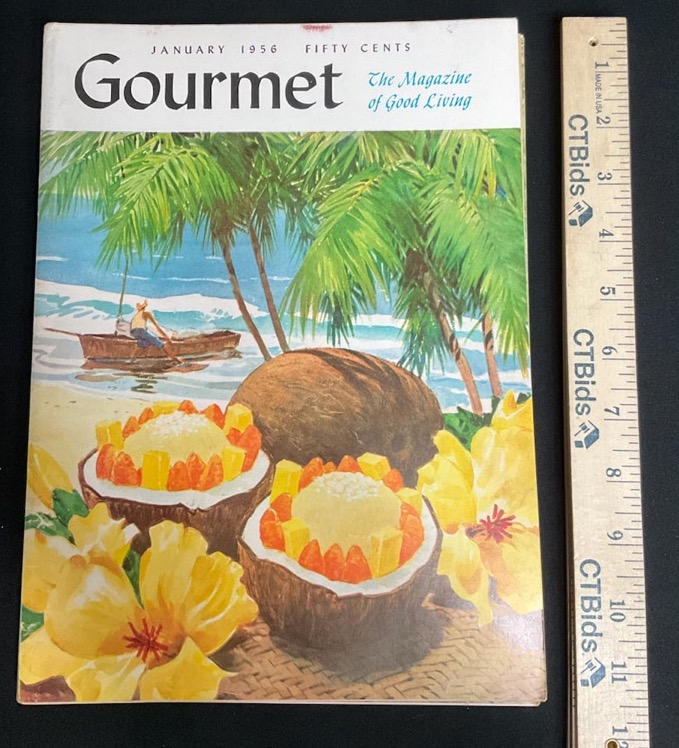 JANUARY 1956 FIFTY CENTS
Gourmet
The Magazine
of Good Living
1
MADE IN USA
2
CTBids
3
4
5
6
CTBids
7
8
9
CTBids
10
11